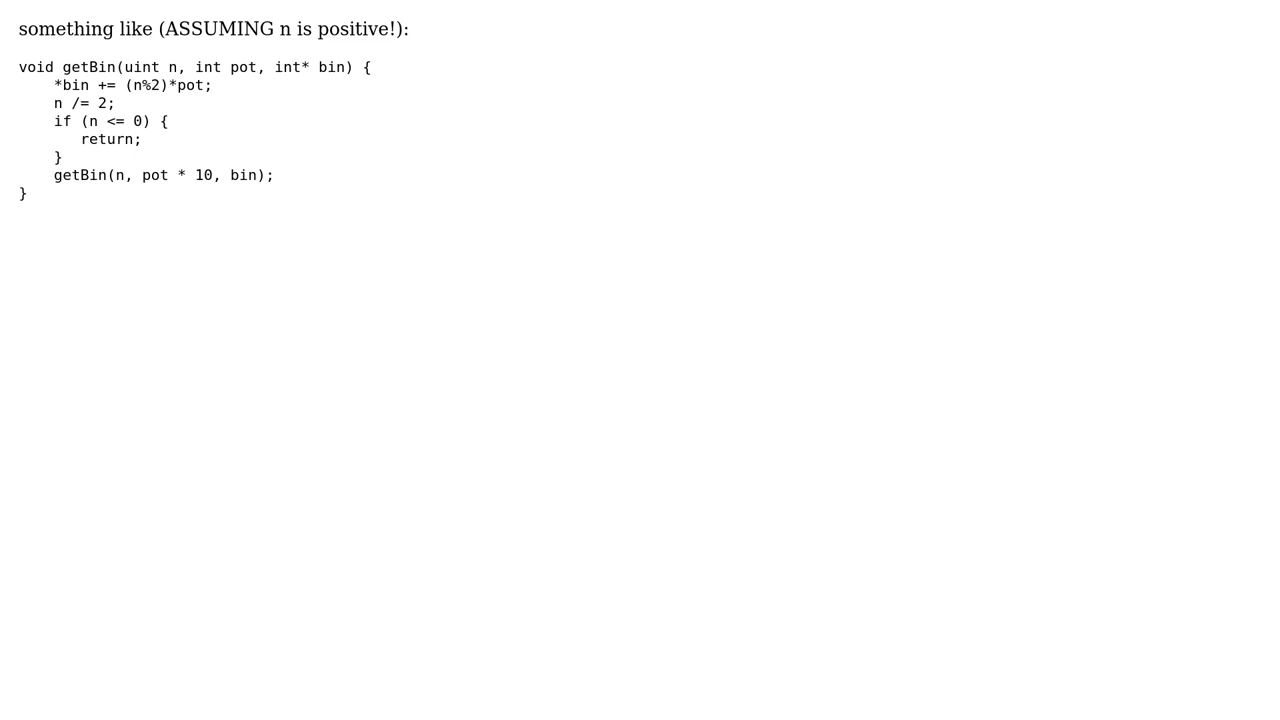 something like (ASSUMING n is positive!):
void getBin(uint n, int pot, int* bin) {
    *bin += (n%2)*pot;
    n /= 2;
    if (n <= 0) {
       return;
    }
    getBin(n, pot * 10, bin);
}